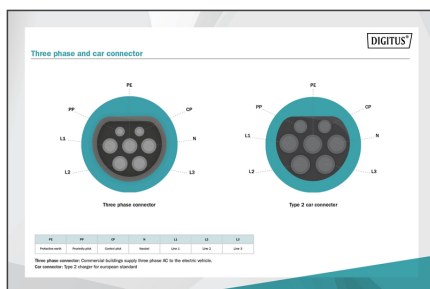 DIGITUS®
Three phase and car connector
PE
PP
CP
L1
N
L2
L3
Three phase connector
PE
PP
CP
L1
N
L2
L3
Type 2 car connector
PE PP CP N L1 L2 L3
Protective earth Proximity pilot Control pilot Neutral Line 1 Line 2 Line 3
Three phase connector: Commercial buildings supply three phase AC to the electric vehicle.
Car connector: Type 2 charger for european standard